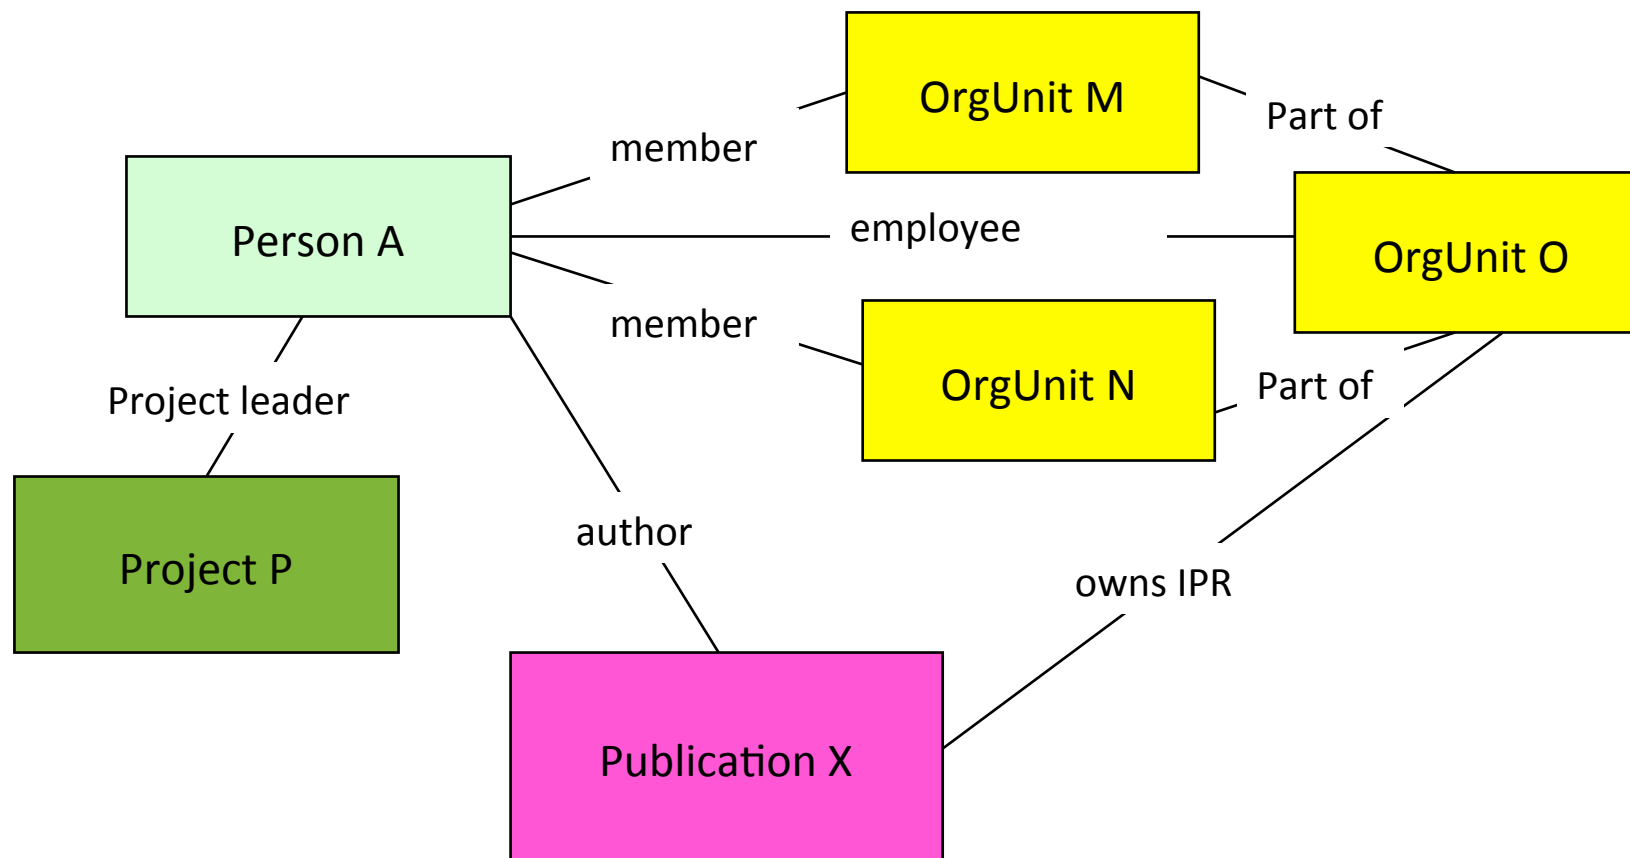 OrgUnit M
Part of
member
Person A
employee
OrgUnit O
member
OrgUnit N
Part of
Project leader
author
Project P
owns IPR
Publication X